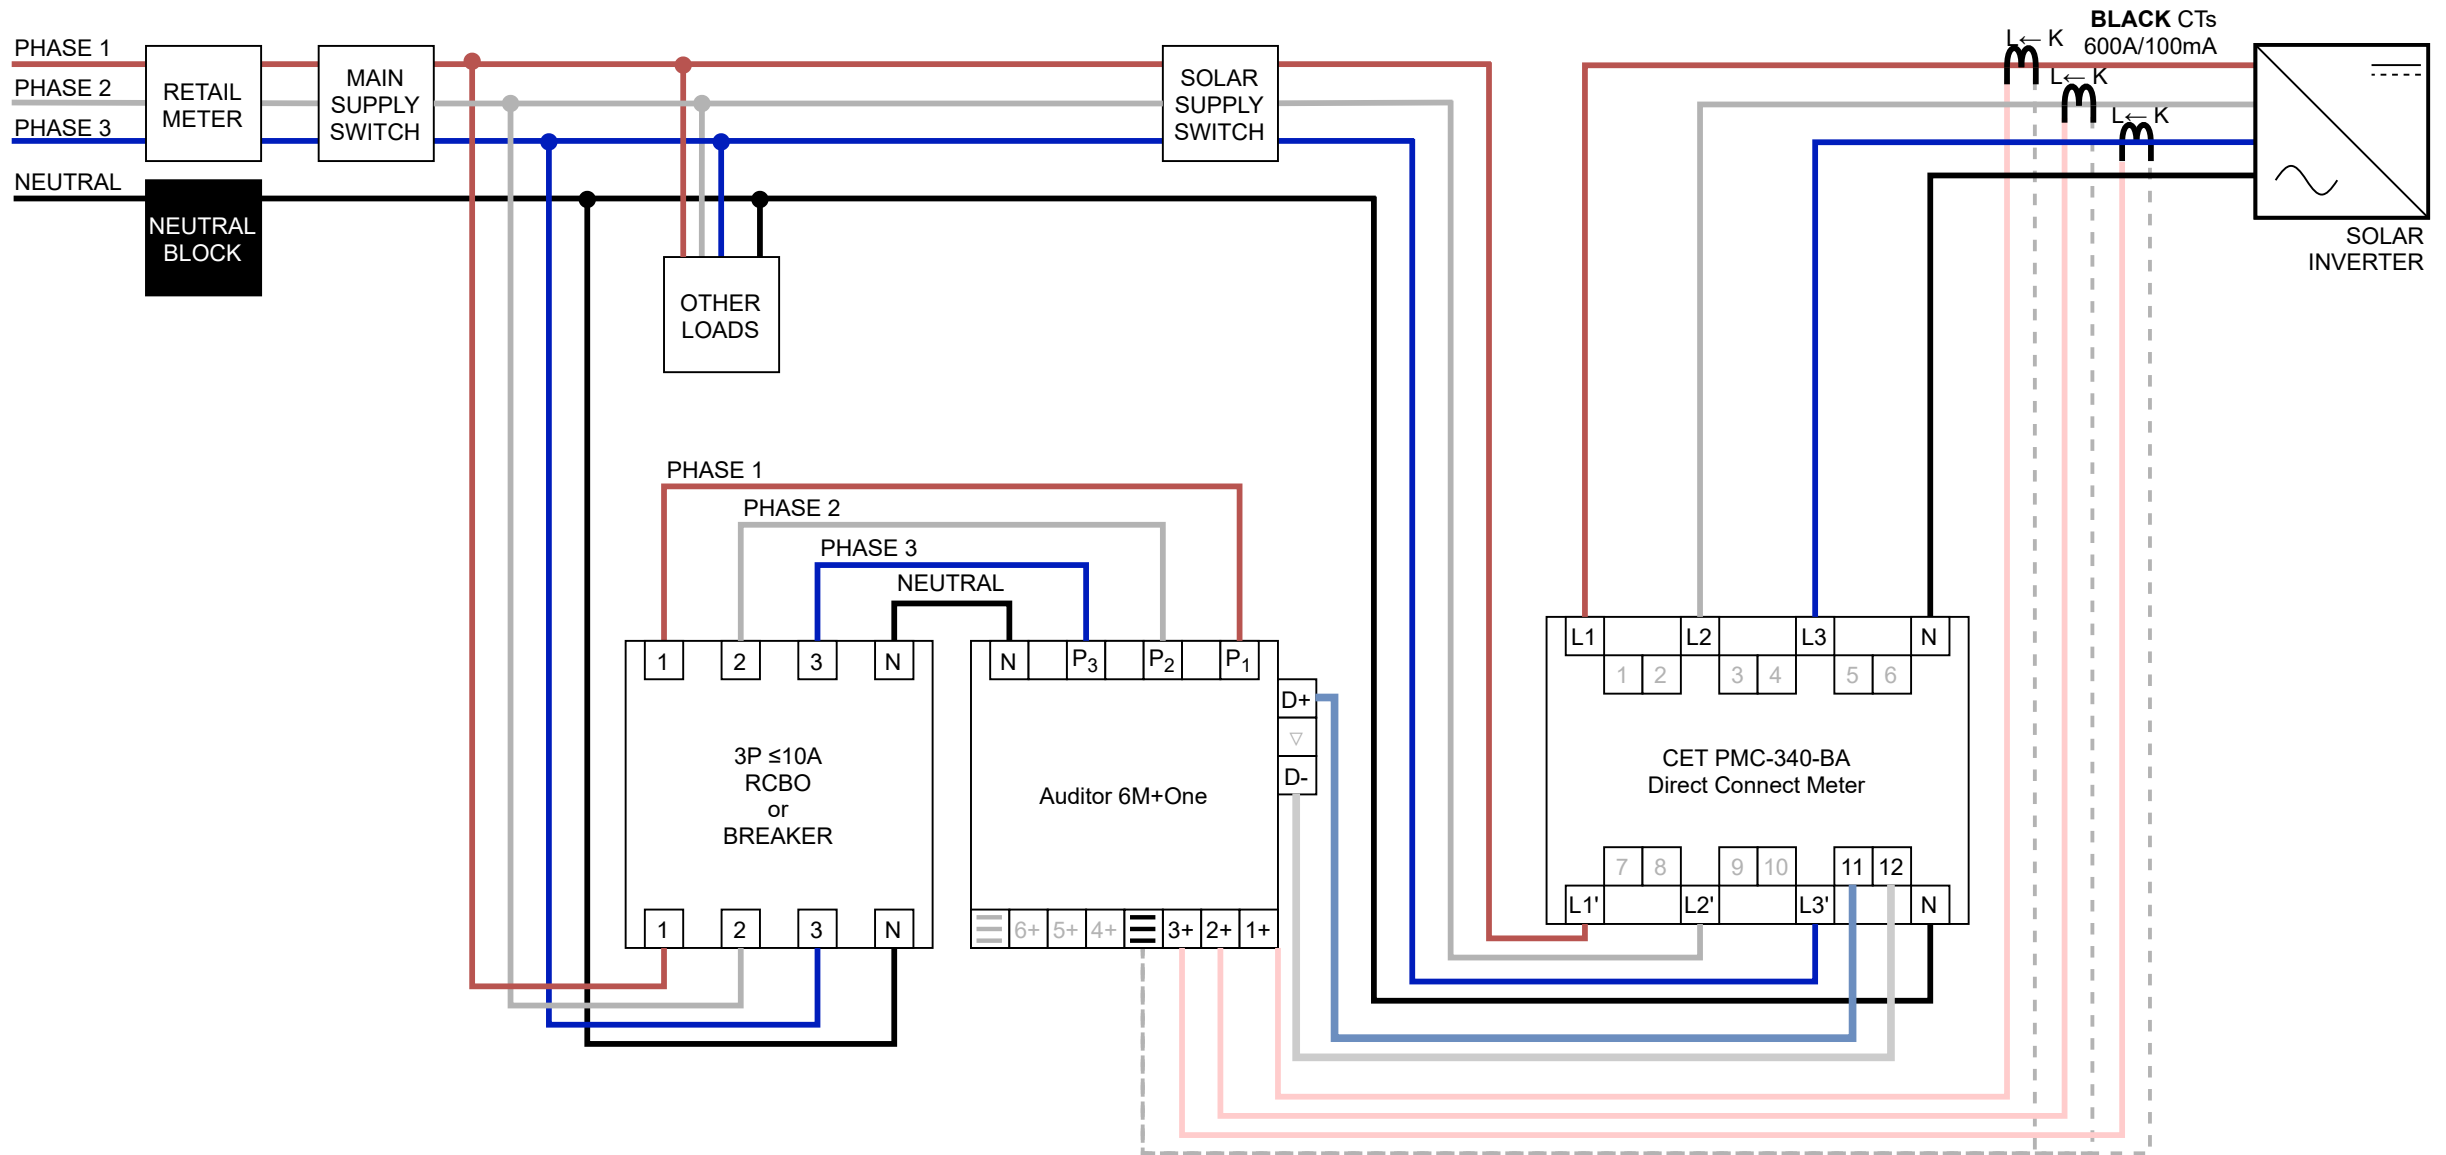 BLACK CTs
600A/100mA
L← K
L← K
L← K
PHASE 1
PHASE 2
PHASE 3
NEUTRAL
RETAIL
METER
MAIN
SUPPLY
SWITCH
SOLAR
SUPPLY
SWITCH
NEUTRAL
BLOCK
SOLAR
INVERTER
OTHER
LOADS
PHASE 1
PHASE 2
PHASE 3
NEUTRAL
1 2 3 N
3P ≤10A
RCBO
or
BREAKER
1 2 3 N
N P3 P2 P1
D+
▽
D-
Auditor 6M+One
6+ 5+ 4+ 3+ 2+ 1+
L1 L2 L3 N
1 2 3 4 5 6
CET PMC-340-BA
Direct Connect Meter
7 8 9 10 11 12
L1' L2' L3' N